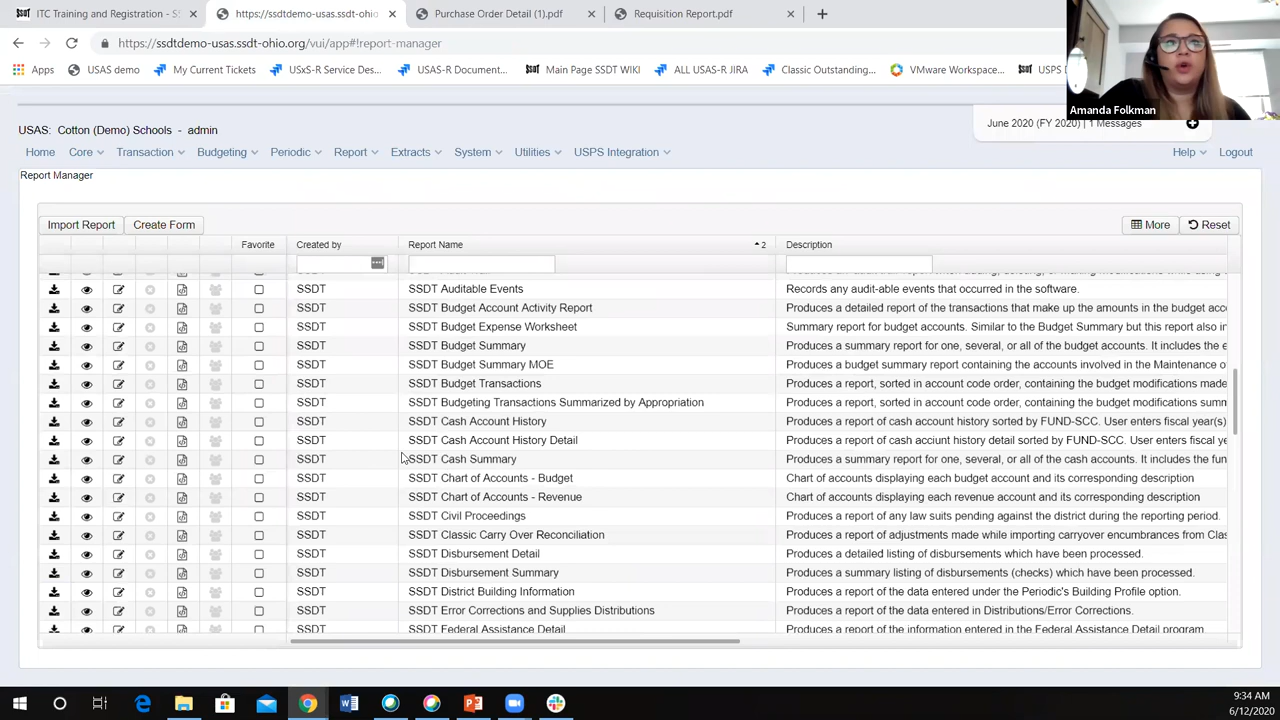 ITC Training and Registration - S
https://ssdtdemo-usas.ssdt-ohio
Purchase Order Detail (1).pdf
Requisition Report.pdf
https://ssdtdemo-usas.ssdt-ohio.org/vui/app#!report-manager
Apps
USAS demo
My Current Tickets
USxS-R Service Des...
USAS-R Document...
Main Page SSDT WIKI
ALL USAS-R JIRA
Classic Outstanding...
VMware Workspace...
USPS
Amanda Folkman
USAS: Cotton (Demo) Schools - admin
June 2020 (FY 2020) | 1 Messages
Home Core Transaction Budgeting Periodic Report Extracts System Utilities USPS Integration Help Logout
Report Manager
Import Report Create Form More Reset
Favorite Created by Report Name 2 Description
SSDT SSDT Auditable Events Records any audit-able events that occurred in the software.
SSDT SSDT Budget Account Activity Report Produces a detailed report of the transactions that make up the amounts in the budget acc
SSDT SSDT Budget Expense Worksheet Summary report for budget accounts. Similar to the Budget Summary but this report also in
SSDT SSDT Budget Summary Produces a summary report for one, several, or all of the budget accounts. It includes the e
SSDT SSDT Budget Summary MOE Produces a budget summary report containing the accounts involved in the Maintenance o
SSDT SSDT Budget Transactions Produces a report, sorted in account code order, containing the budget modifications made
SSDT SSDT Budgeting Transactions Summarized by Appropriation Produces a report, sorted in account code order, containing the budget modifications summ
SSDT SSDT Cash Account History Produces a report of cash account history sorted by FUND-SCC. User enters fiscal year(s)
SSDT SSDT Cash Account History Detail Produces a report of cash acciunt history detail sorted by FUND-SCC. User enters fiscal ye
SSDT SSDT Cash Summary Produces a summary report for one, several, or all of the cash accounts. It includes the fun
SSDT SSDT Chart of Accounts - Budget Chart of accounts displaying each budget account and its corresponding description
SSDT SSDT Chart of Accounts - Revenue Chart of accounts displaying each revenue account and its corresponding description
SSDT SSDT Civil Proceedings Produces a report of any law suits pending against the district during the reporting period.
SSDT SSDT Classic Carry Over Reconciliation Produces a report of adjustments made while importing carryover encumbrances from Clas
SSDT SSDT Disbursement Detail Produces a detailed listing of disbursements which have been processed.
SSDT SSDT Disbursement Summary Produces a summary listing of disbursements (checks) which have been processed.
SSDT SSDT District Building Information Produces a report of the data entered under the Periodic's Building Profile option.
SSDT SSDT Error Corrections and Supplies Distributions Produces a report of the data entered in Distributions/Error Corrections.
SSDT SSDT Federal Assistance Detail Produces a report of the information entered in the Federal Assistance Detail program.
9:34 AM
6/12/2020